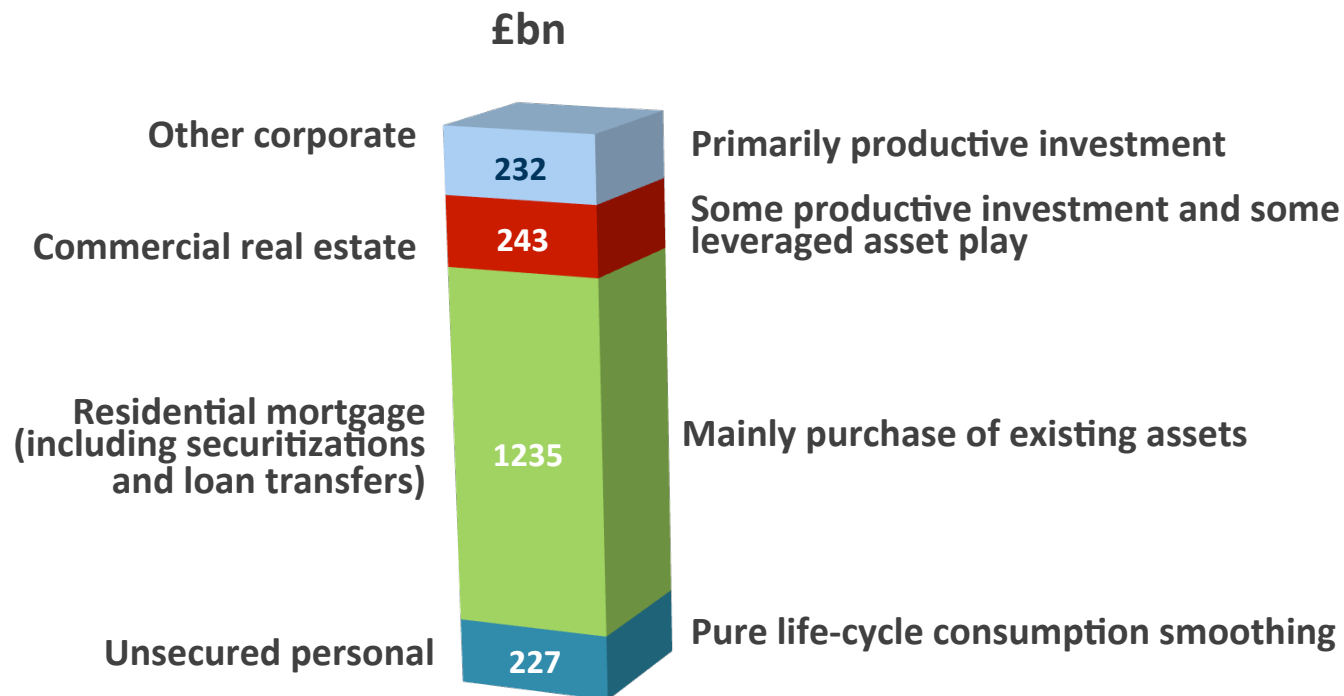 £bn
Other corporate
232
Primarily productive investment
Commercial real estate
243
Some productive investment and some
leveraged asset play
Residential mortgage
(including securitizations
and loan transfers)
1235
Mainly purchase of existing assets
Unsecured personal
227
Pure life-cycle consumption smoothing